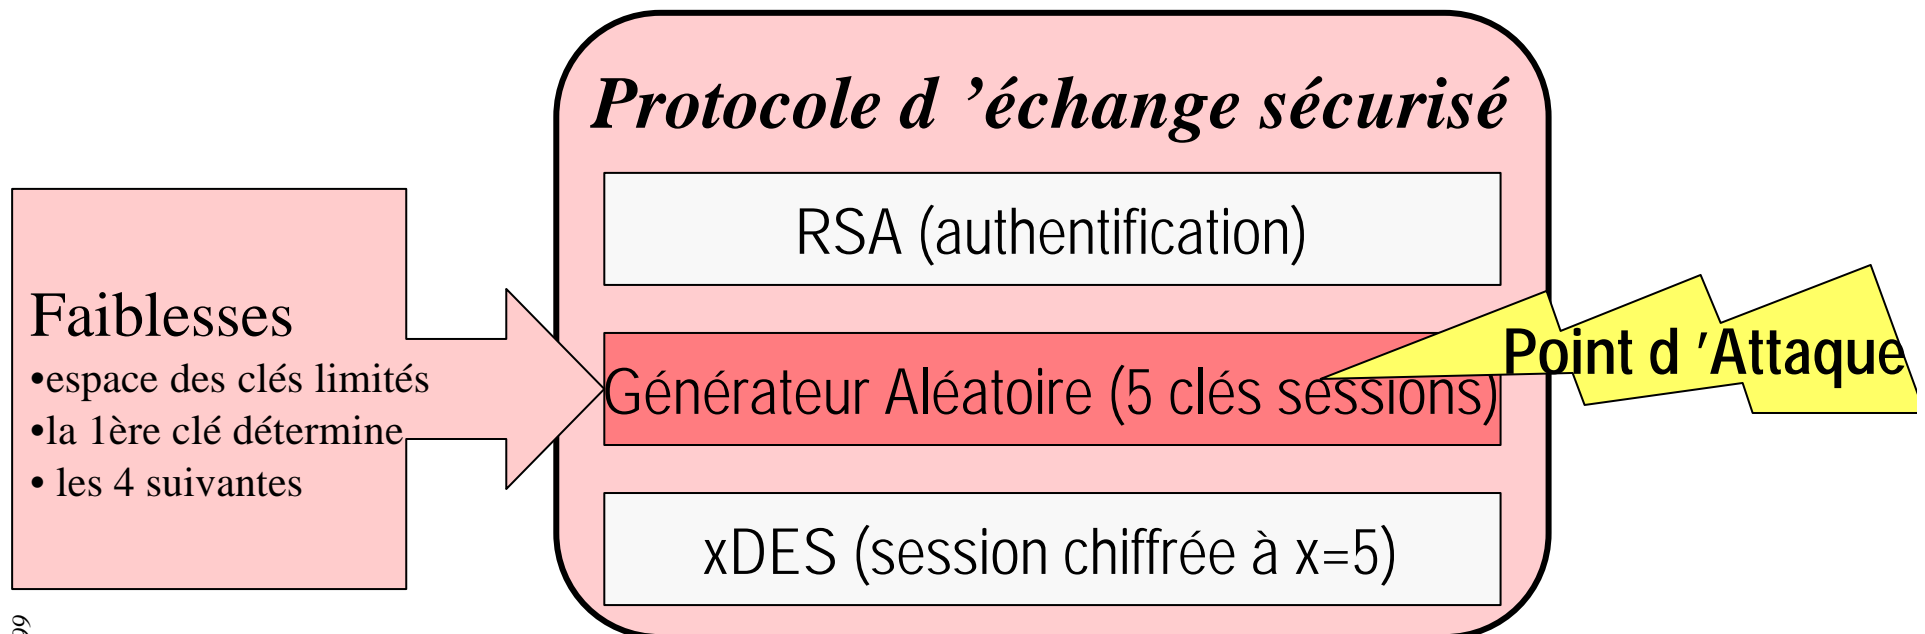 Protocole d ’échange sécurisé
RSA (authentification)
Faiblesses
•espace des clés limités
•la 1ère clé détermine
• les 4 suivantes
Générateur Aléatoire (5 clés sessions)
Point d ’Attaque
xDES (session chiffrée à x=5)